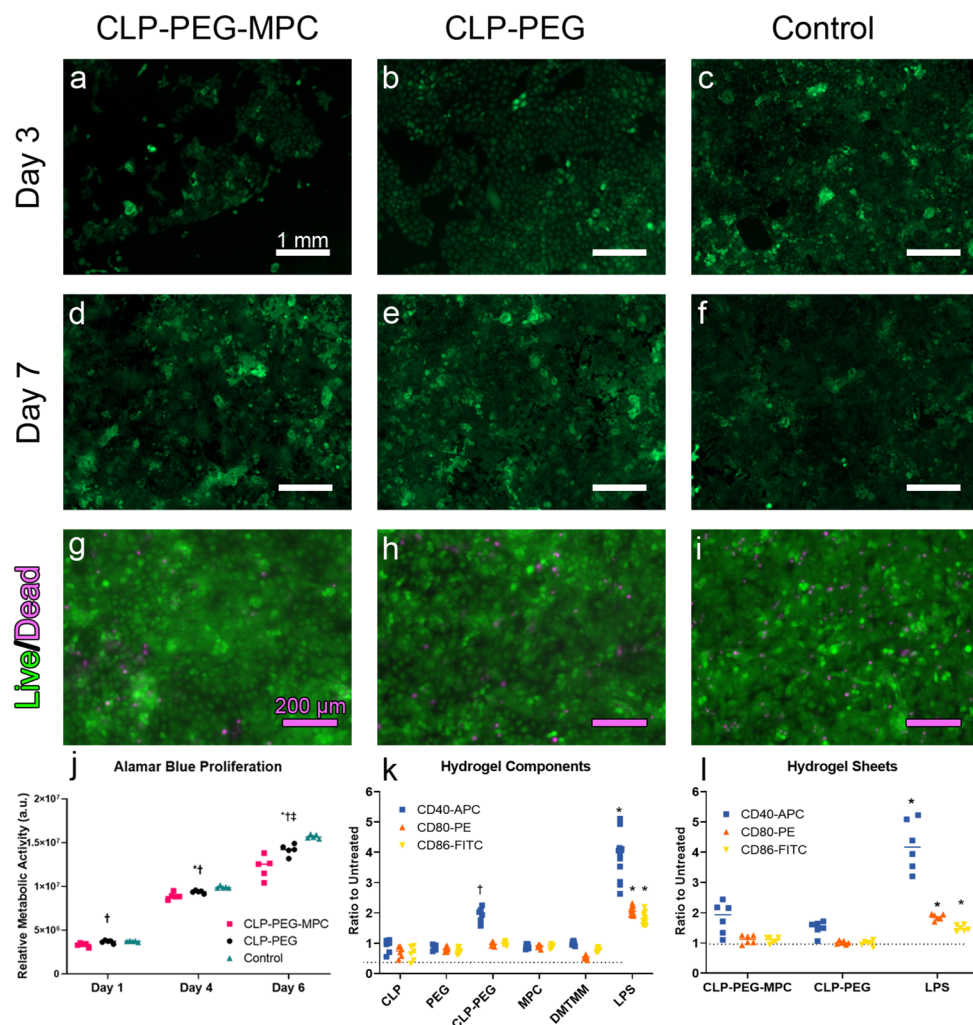 CLP-PEG-MPC
CLP-PEG
Control
Day 3
a
b
c
1 mm
Day 7
d
e
f
Live/Dead
g
h
i
200 µm
j
Alamar Blue Proliferation
Relative Metabolic Activity (a.u.)
2×10⁷
1.5×10⁷
1×10⁷
5×10⁶
0
†
*†
*†‡
CLP-PEG-MPC
CLP-PEG
Control
Day 1
Day 4
Day 6
k
Hydrogel Components
Ratio to Untreated
6
5
4
3
2
1
0
CD40-APC
CD80-PE
CD86-FITC
†
*
* *
CLP
PEG
CLP-PEG
MPC
DMTMM
LPS
l
Hydrogel Sheets
Ratio to Untreated
6
5
4
3
2
1
0
CD40-APC
CD80-PE
CD86-FITC
*
* *
CLP-PEG-MPC
CLP-PEG
LPS